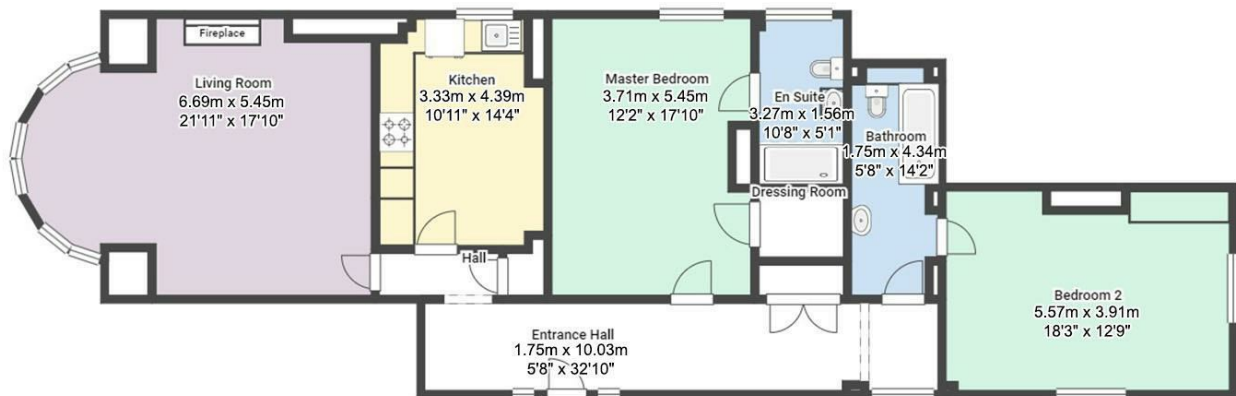 Fireplace
Living Room
6.69m x 5.45m
21'11" x 17'10"
Kitchen
3.33m x 4.39m
10'11" x 14'4"
Master Bedroom
3.71m x 5.45m
12'2" x 17'10"
En Suite
3.27m x 1.56m
10'8" x 5'1"
Bathroom
1.75m x 4.34m
5'8" x 14'2"
Dressing Room
Hall
Entrance Hall
1.75m x 10.03m
5'8" x 32'10"
Bedroom 2
5.57m x 3.91m
18'3" x 12'9"